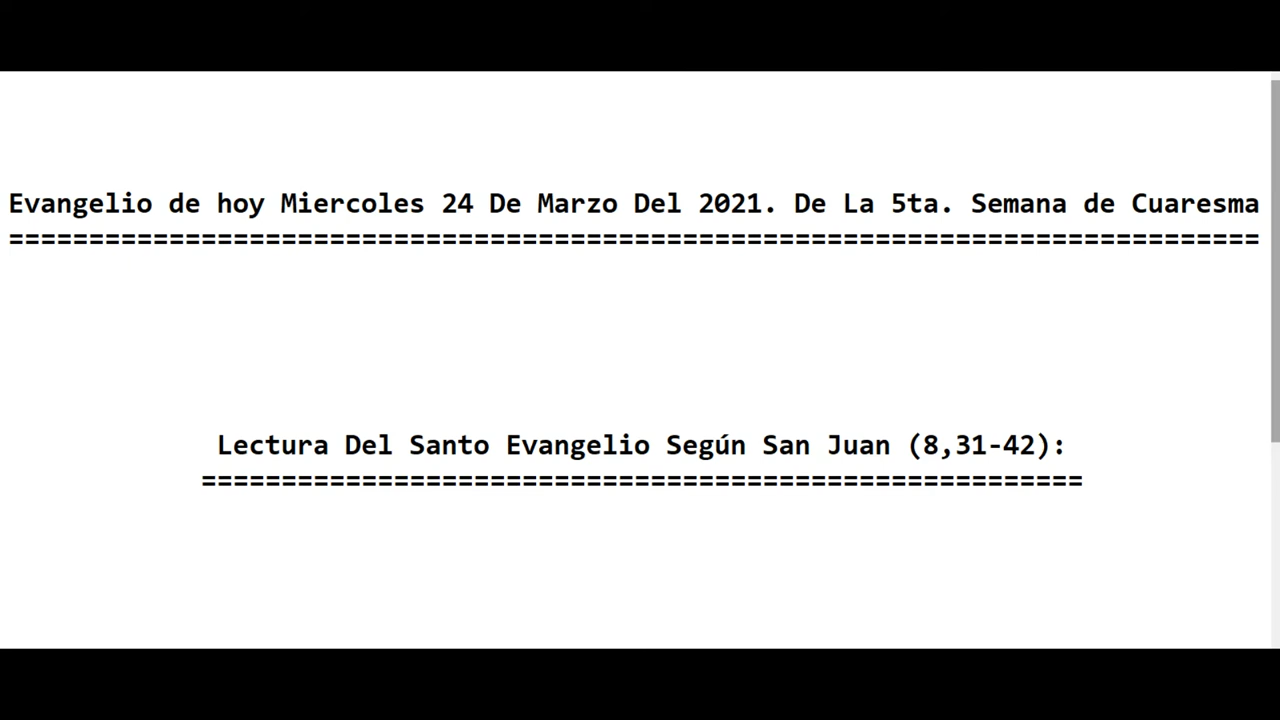 Evangelio de hoy Miercoles 24 De Marzo Del 2021. De La 5ta. Semana de Cuaresma
==============================================================================
Lectura Del Santo Evangelio Según San Juan (8,31-42):
=======================================================